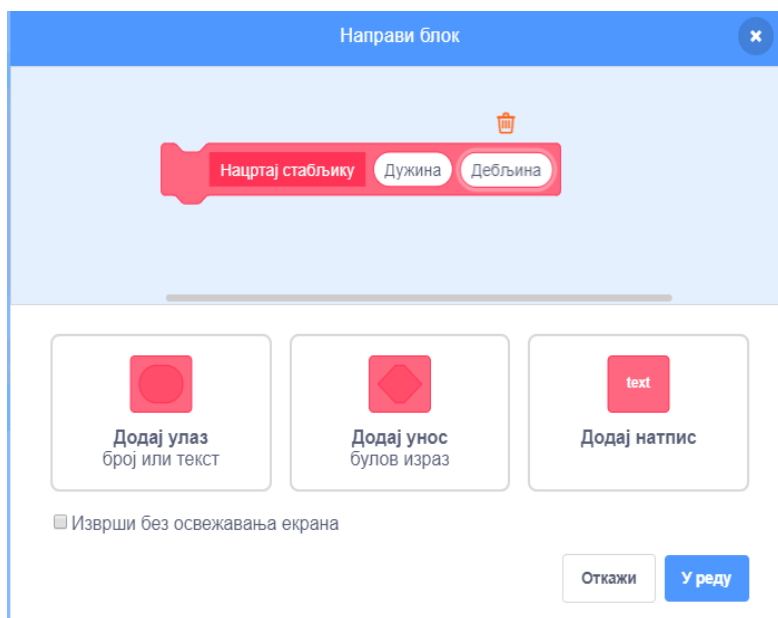 Направи блок
Нацртај стабљику Дужина Дебљина
text
Додај улаз
број или текст
Додај унос
булов израз
Додај натпис
Изврши без освежавања екрана
Откажи У реду